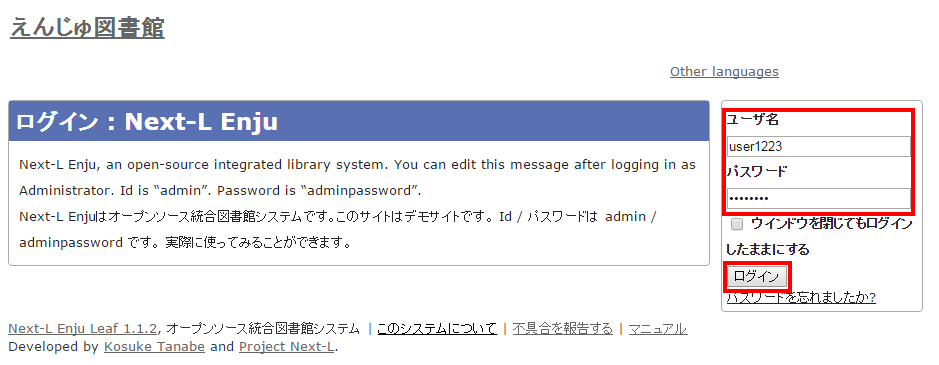 えんじゅ図書館
Other languages
ログイン : Next-L Enju
Next-L Enju, an open-source integrated library system. You can edit this message after logging in as
Administrator. Id is “admin”. Password is “adminpassword”.
Next-L Enjuはオープンソース統合図書館システムです。このサイトはデモサイトです。 Id / パスワードは admin /
adminpassword です。 実際に使ってみることができます。
ユーザ名
user1223
パスワード
••••••••
ウインドウを閉じてもログイン
したままにする
ログイン
パスワードを忘れましたか?
Next-L Enju Leaf 1.1.2, オープンソース統合図書館システム | このシステムについて | 不具合を報告する | マニュアル
Developed by Kosuke Tanabe and Project Next-L.